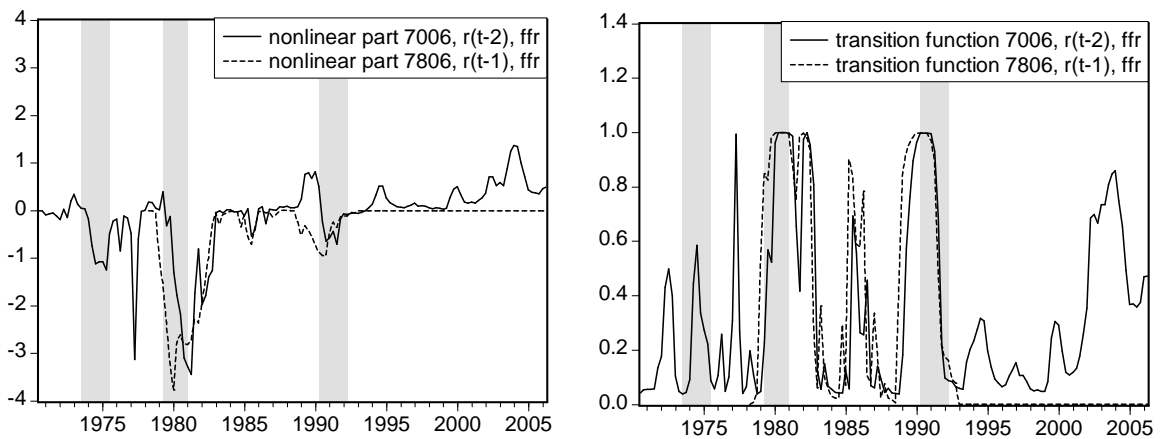 4
3
2
1
0
-1
-2
-3
-4
nonlinear part 7006, r(t-2), ffr
nonlinear part 7806, r(t-1), ffr
1975 1980 1985 1990 1995 2000 2005
1.4
1.2
1.0
0.8
0.6
0.4
0.2
0.0
transition function 7006, r(t-2), ffr
transition function 7806, r(t-1), ffr
1975 1980 1985 1990 1995 2000 2005